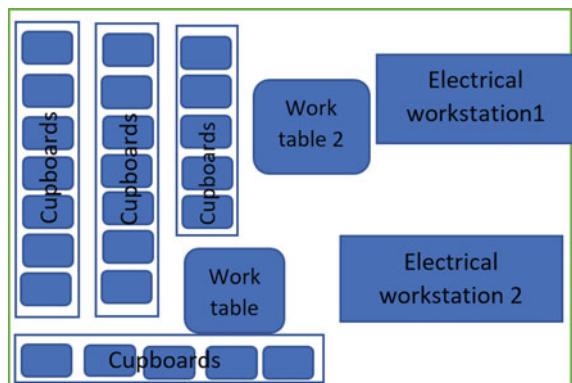 Cupboards
Cupboards
Cupboards
Work
table 2
Electrical
workstation1
Work
table
Electrical
workstation 2
Cupboards